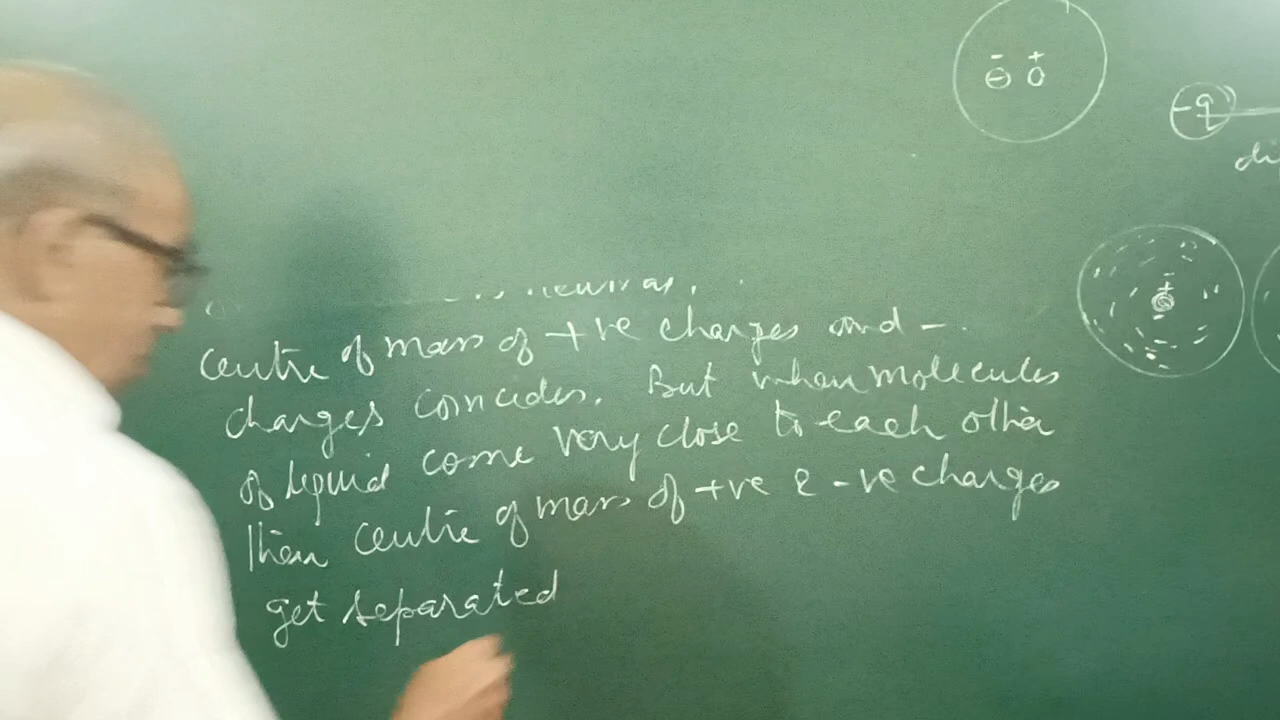 - +
⊖ O
-q
di
+
centre of mass of +ve charges and -
charges coincides. But when molecules
of liquid come very close to each other
then centre of mass of +ve & -ve charges
get separated